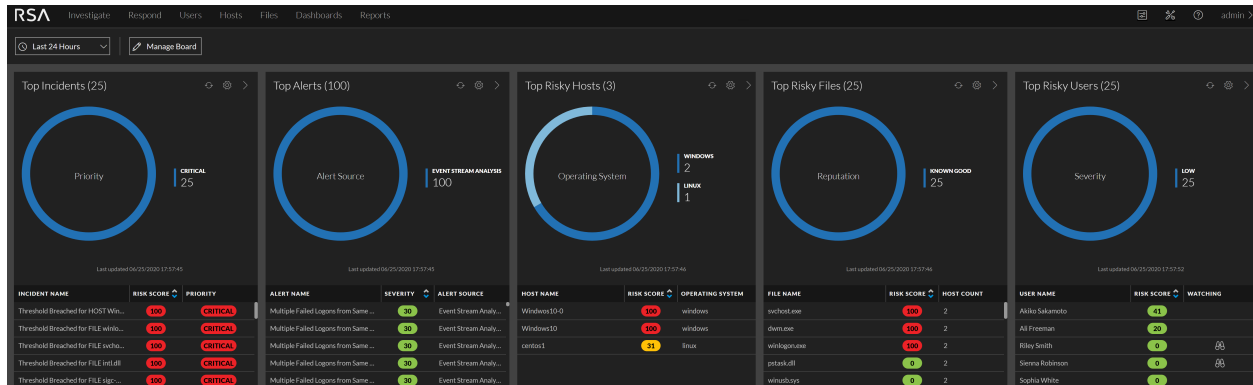 RSA Investigate Respond Users Hosts Files Dashboards Reports admin
Last 24 Hours Manage Board
Top Incidents (25)
Priority
CRITICAL
25
Last updated 06/25/2020 17:57:45
INCIDENT NAME RISK SCORE PRIORITY
Threshold Breached for HOST Win... 100 CRITICAL
Threshold Breached for FILE winlo... 100 CRITICAL
Threshold Breached for FILE svcho... 100 CRITICAL
Threshold Breached for FILE intl.dll 100 CRITICAL
Threshold Breached for FILE sigc-... 100 CRITICAL
Top Alerts (100)
Alert Source
EVENT STREAM ANALYSIS
100
Last updated 06/25/2020 17:57:45
ALERT NAME SEVERITY ALERT SOURCE
Multiple Failed Logons from Same ... 30 Event Stream Analy...
Multiple Failed Logons from Same ... 30 Event Stream Analy...
Multiple Failed Logons from Same ... 30 Event Stream Analy...
Multiple Failed Logons from Same ... 30 Event Stream Analy...
Multiple Failed Logons from Same ... 30 Event Stream Analy...
Top Risky Hosts (3)
Operating System
WINDOWS
2
LINUX
1
Last updated 06/25/2020 17:57:46
HOST NAME RISK SCORE OPERATING SYSTEM
Windwos10-0 100 windows
Windows10 100 windows
centos1 31 linux
Top Risky Files (25)
Reputation
KNOWN GOOD
25
Last updated 06/25/2020 17:57:46
FILE NAME RISK SCORE HOST COUNT
svchost.exe 100 2
dwm.exe 100 2
winlogon.exe 100 2
pstask.dll 0 2
winusb.sys 0 2
Top Risky Users (25)
Severity
LOW
25
Last updated 06/25/2020 17:57:52
USER NAME RISK SCORE WATCHING
Akiko Sakamoto 41
Ali Freeman 20
Riley Smith 0
Sienna Robinson 0
Sophia White 0